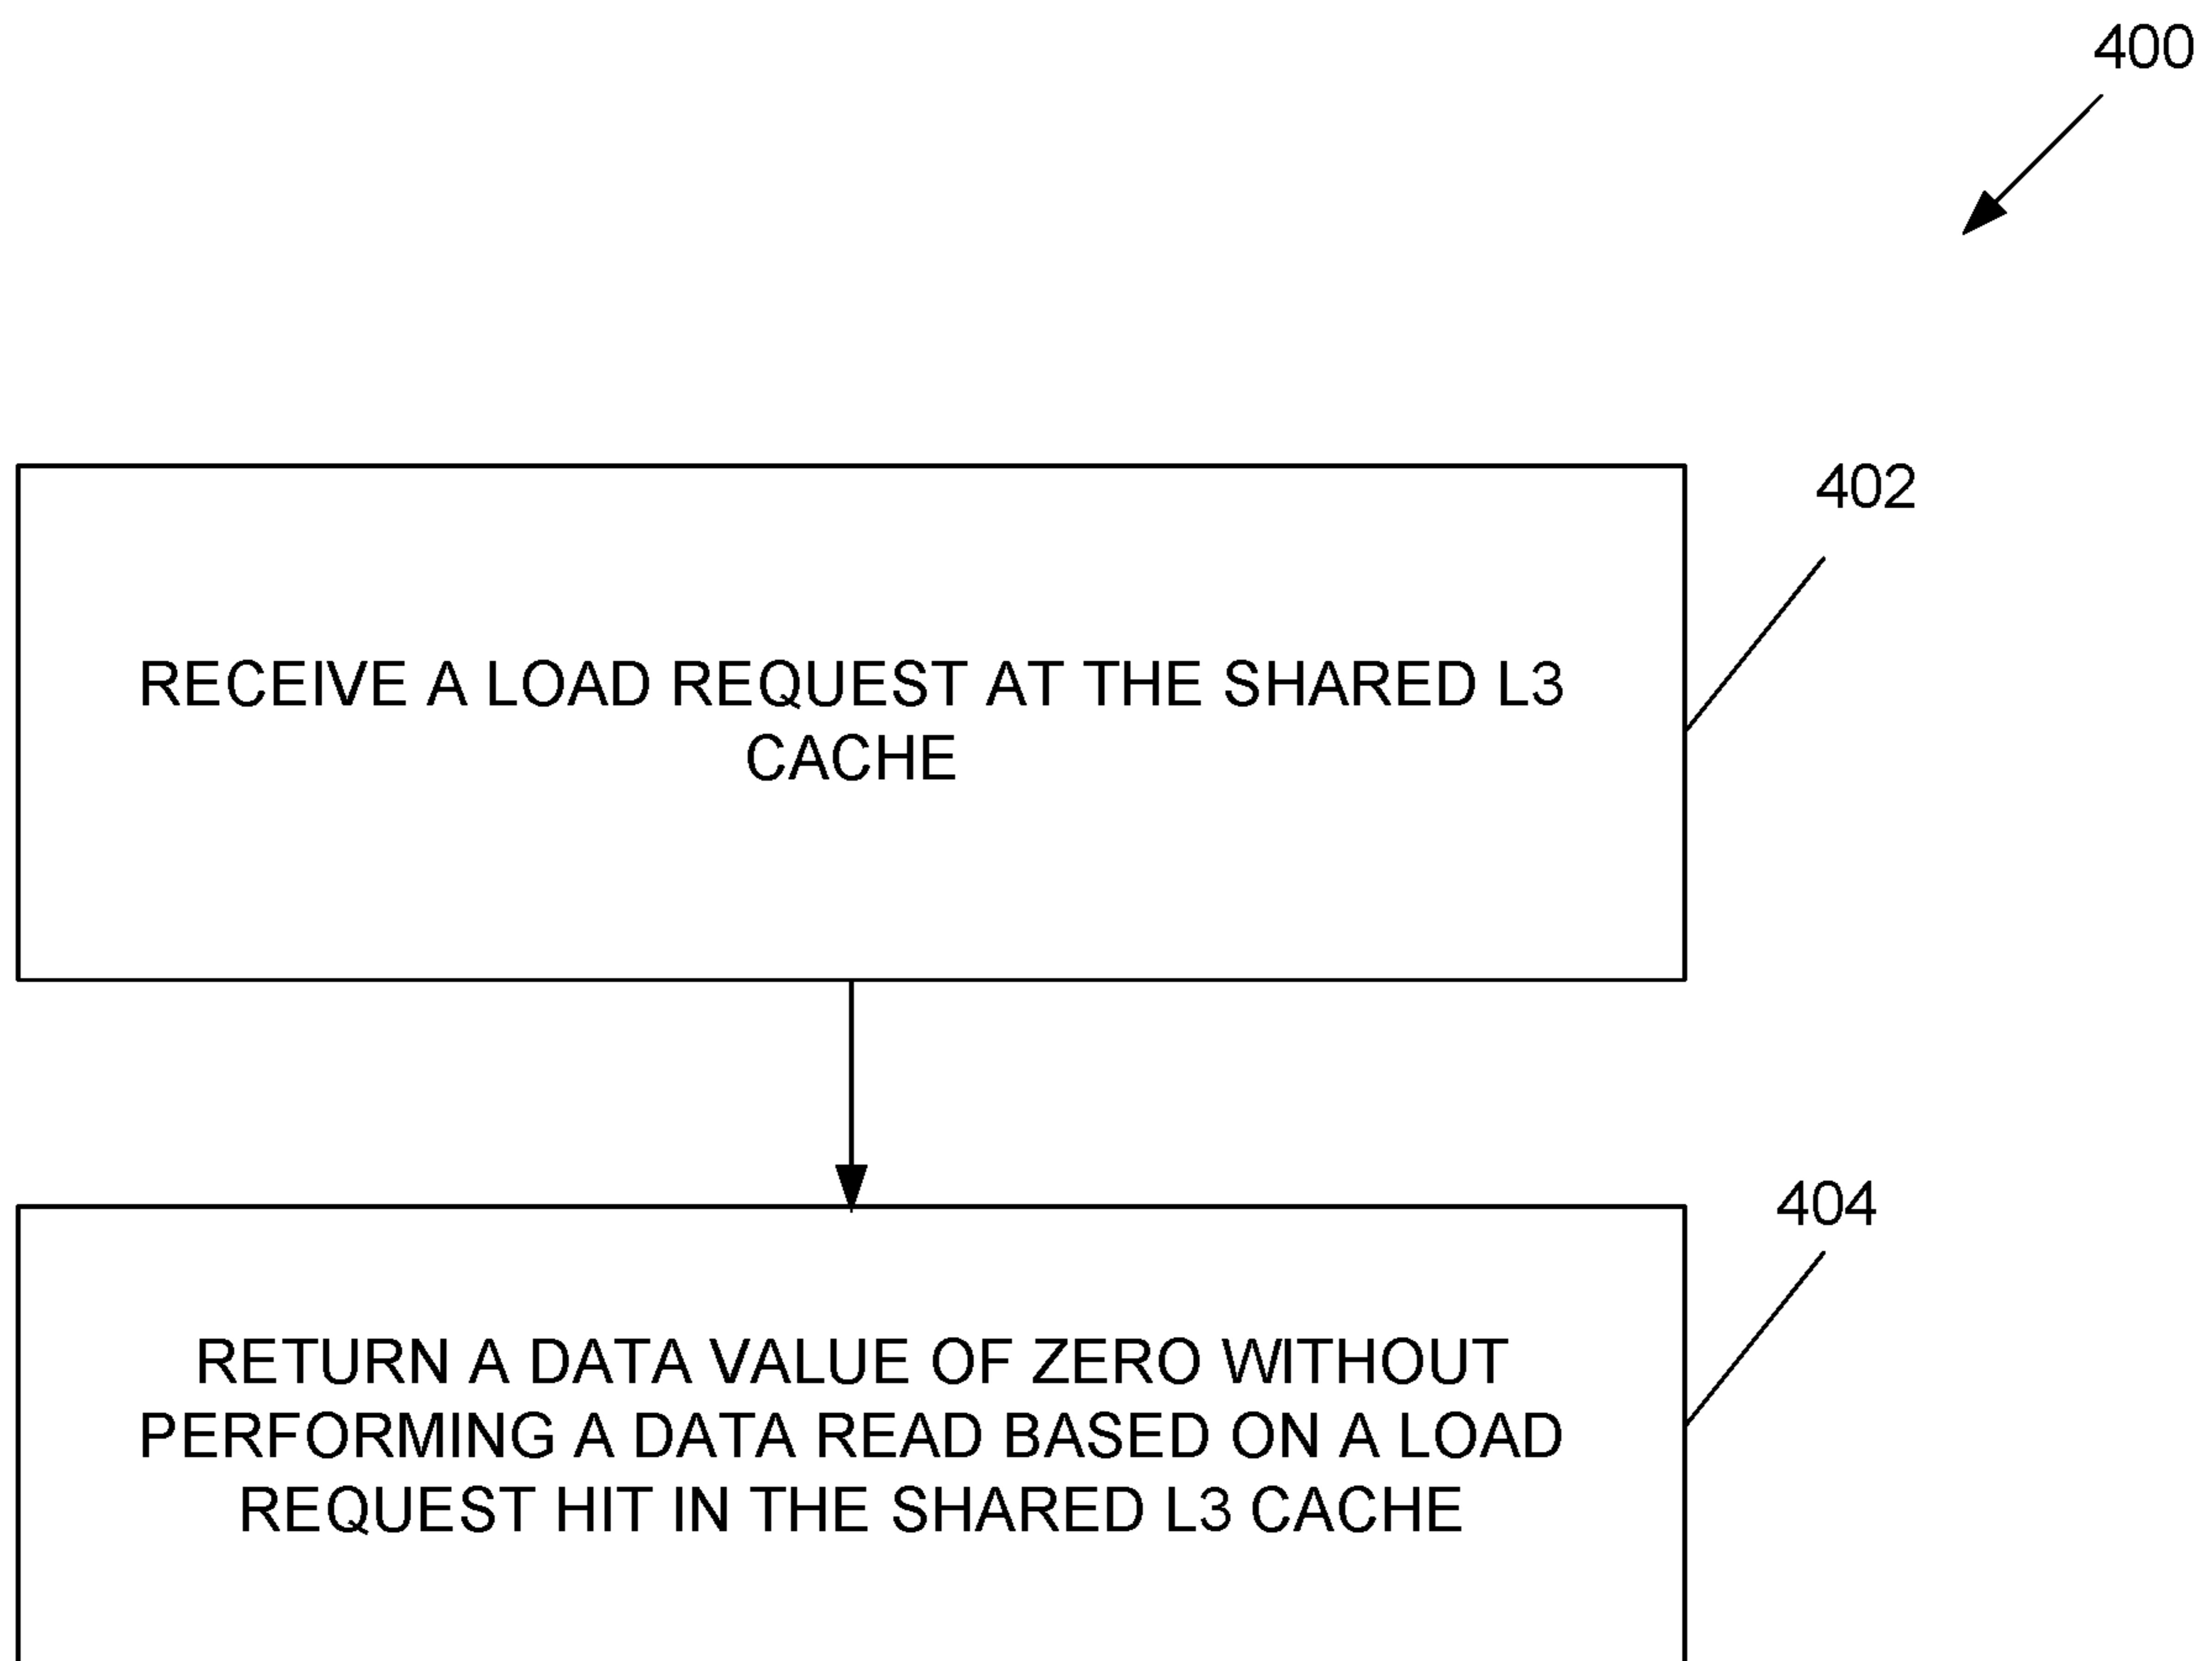 400
402
RECEIVE A LOAD REQUEST AT THE SHARED L3
CACHE
404
RETURN A DATA VALUE OF ZERO WITHOUT
PERFORMING A DATA READ BASED ON A LOAD
REQUEST HIT IN THE SHARED L3 CACHE